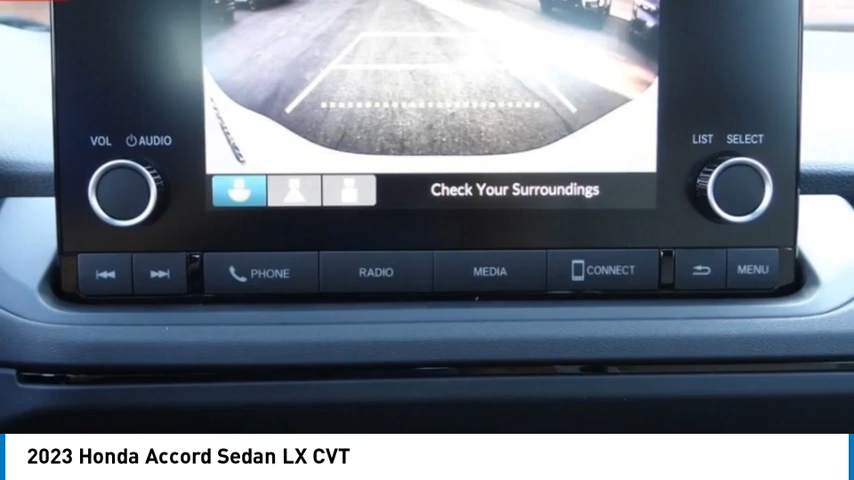 VOL AUDIO
LIST SELECT
Check Your Surroundings
PHONE RADIO MEDIA CONNECT MENU
2023 Honda Accord Sedan LX CVT